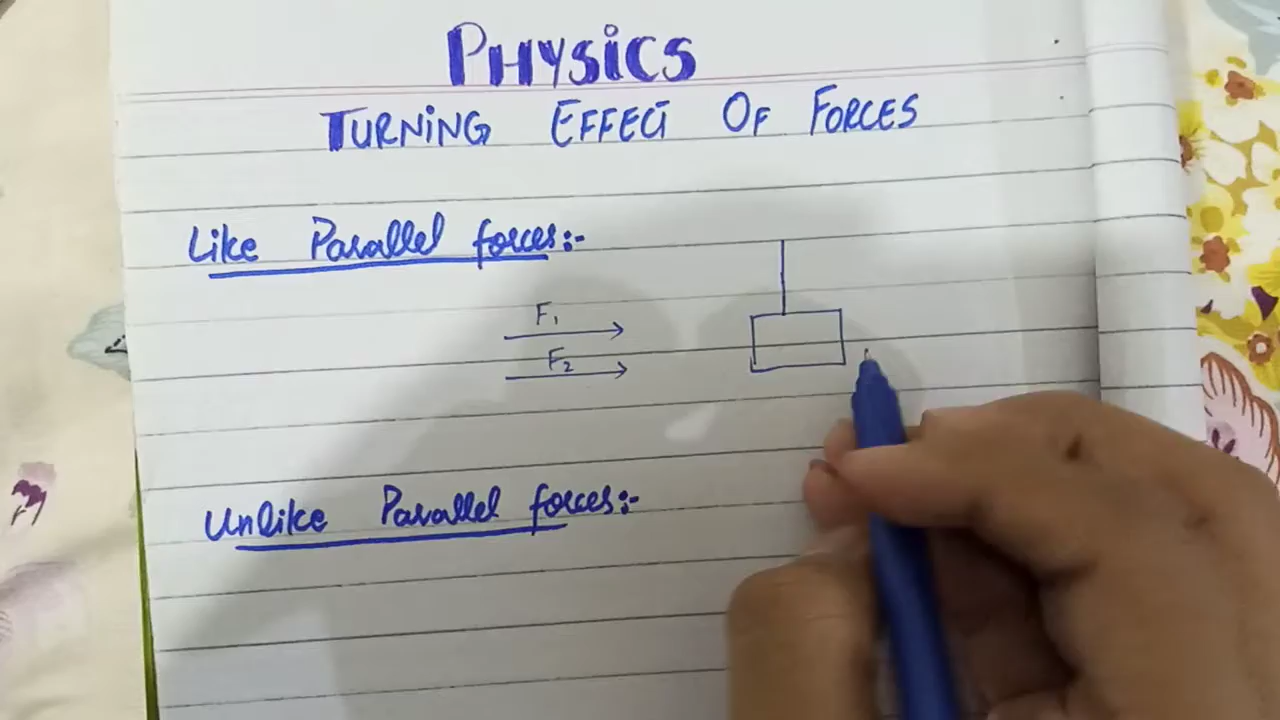 PHYSICS
TURNING EFFECT OF FORCES
Like Parallel forces:-
F1
F2
Unlike Parallel forces:-